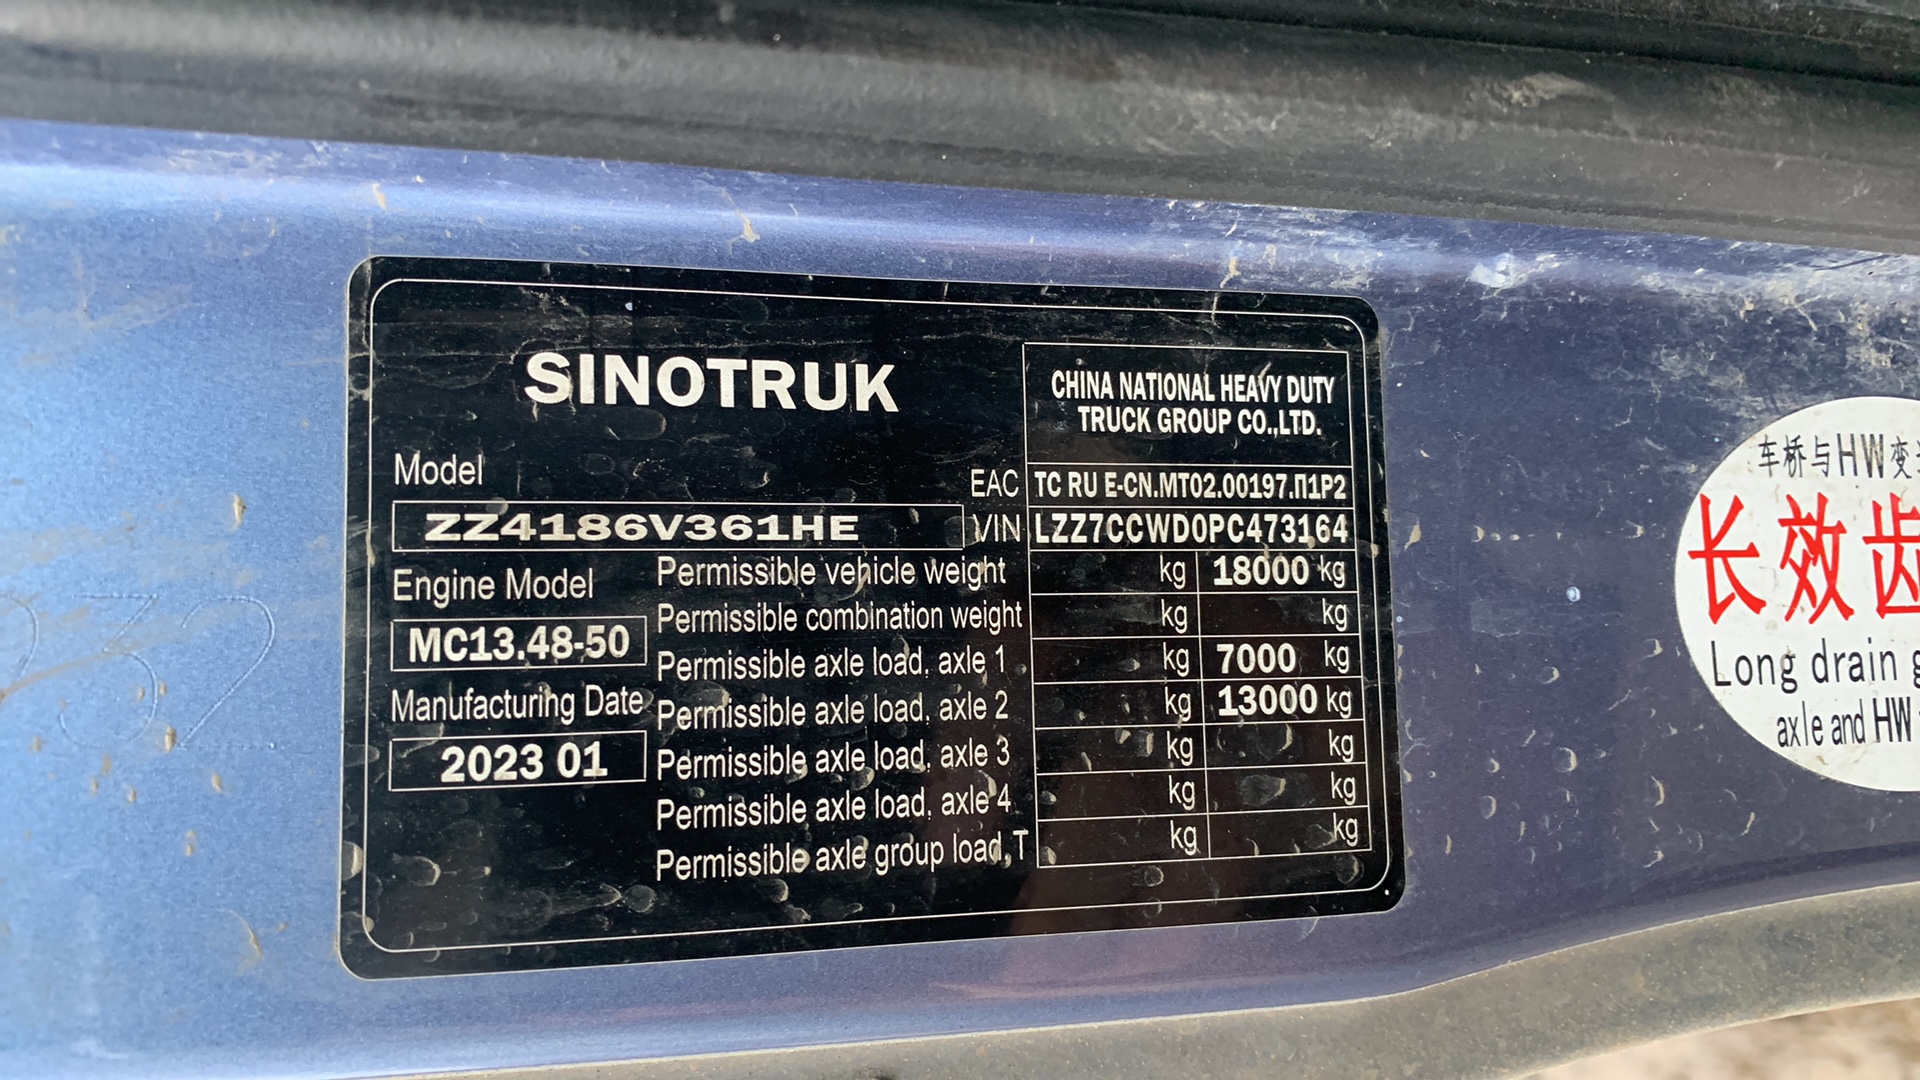 SINOTRUK
CHINA NATIONAL HEAVY DUTY
TRUCK GROUP CO.,LTD.
Model
EAC TC RU E-CN.MT02.00197.П1P2
ZZ4186V361HE VIN LZZ7CCWD0PC473164
Engine Model
MC13.48-50
Manufacturing Date
2023 01
Permissible vehicle weight kg 18000 kg
Permissible combination weight kg kg
Permissible axle load, axle 1 kg 7000 kg
Permissible axle load, axle 2 kg 13000 kg
Permissible axle load, axle 3 kg kg
Permissible axle load, axle 4 kg kg
Permissible axle group load,T kg kg
车桥与HW变
长效齿
Long drain
axle and HW